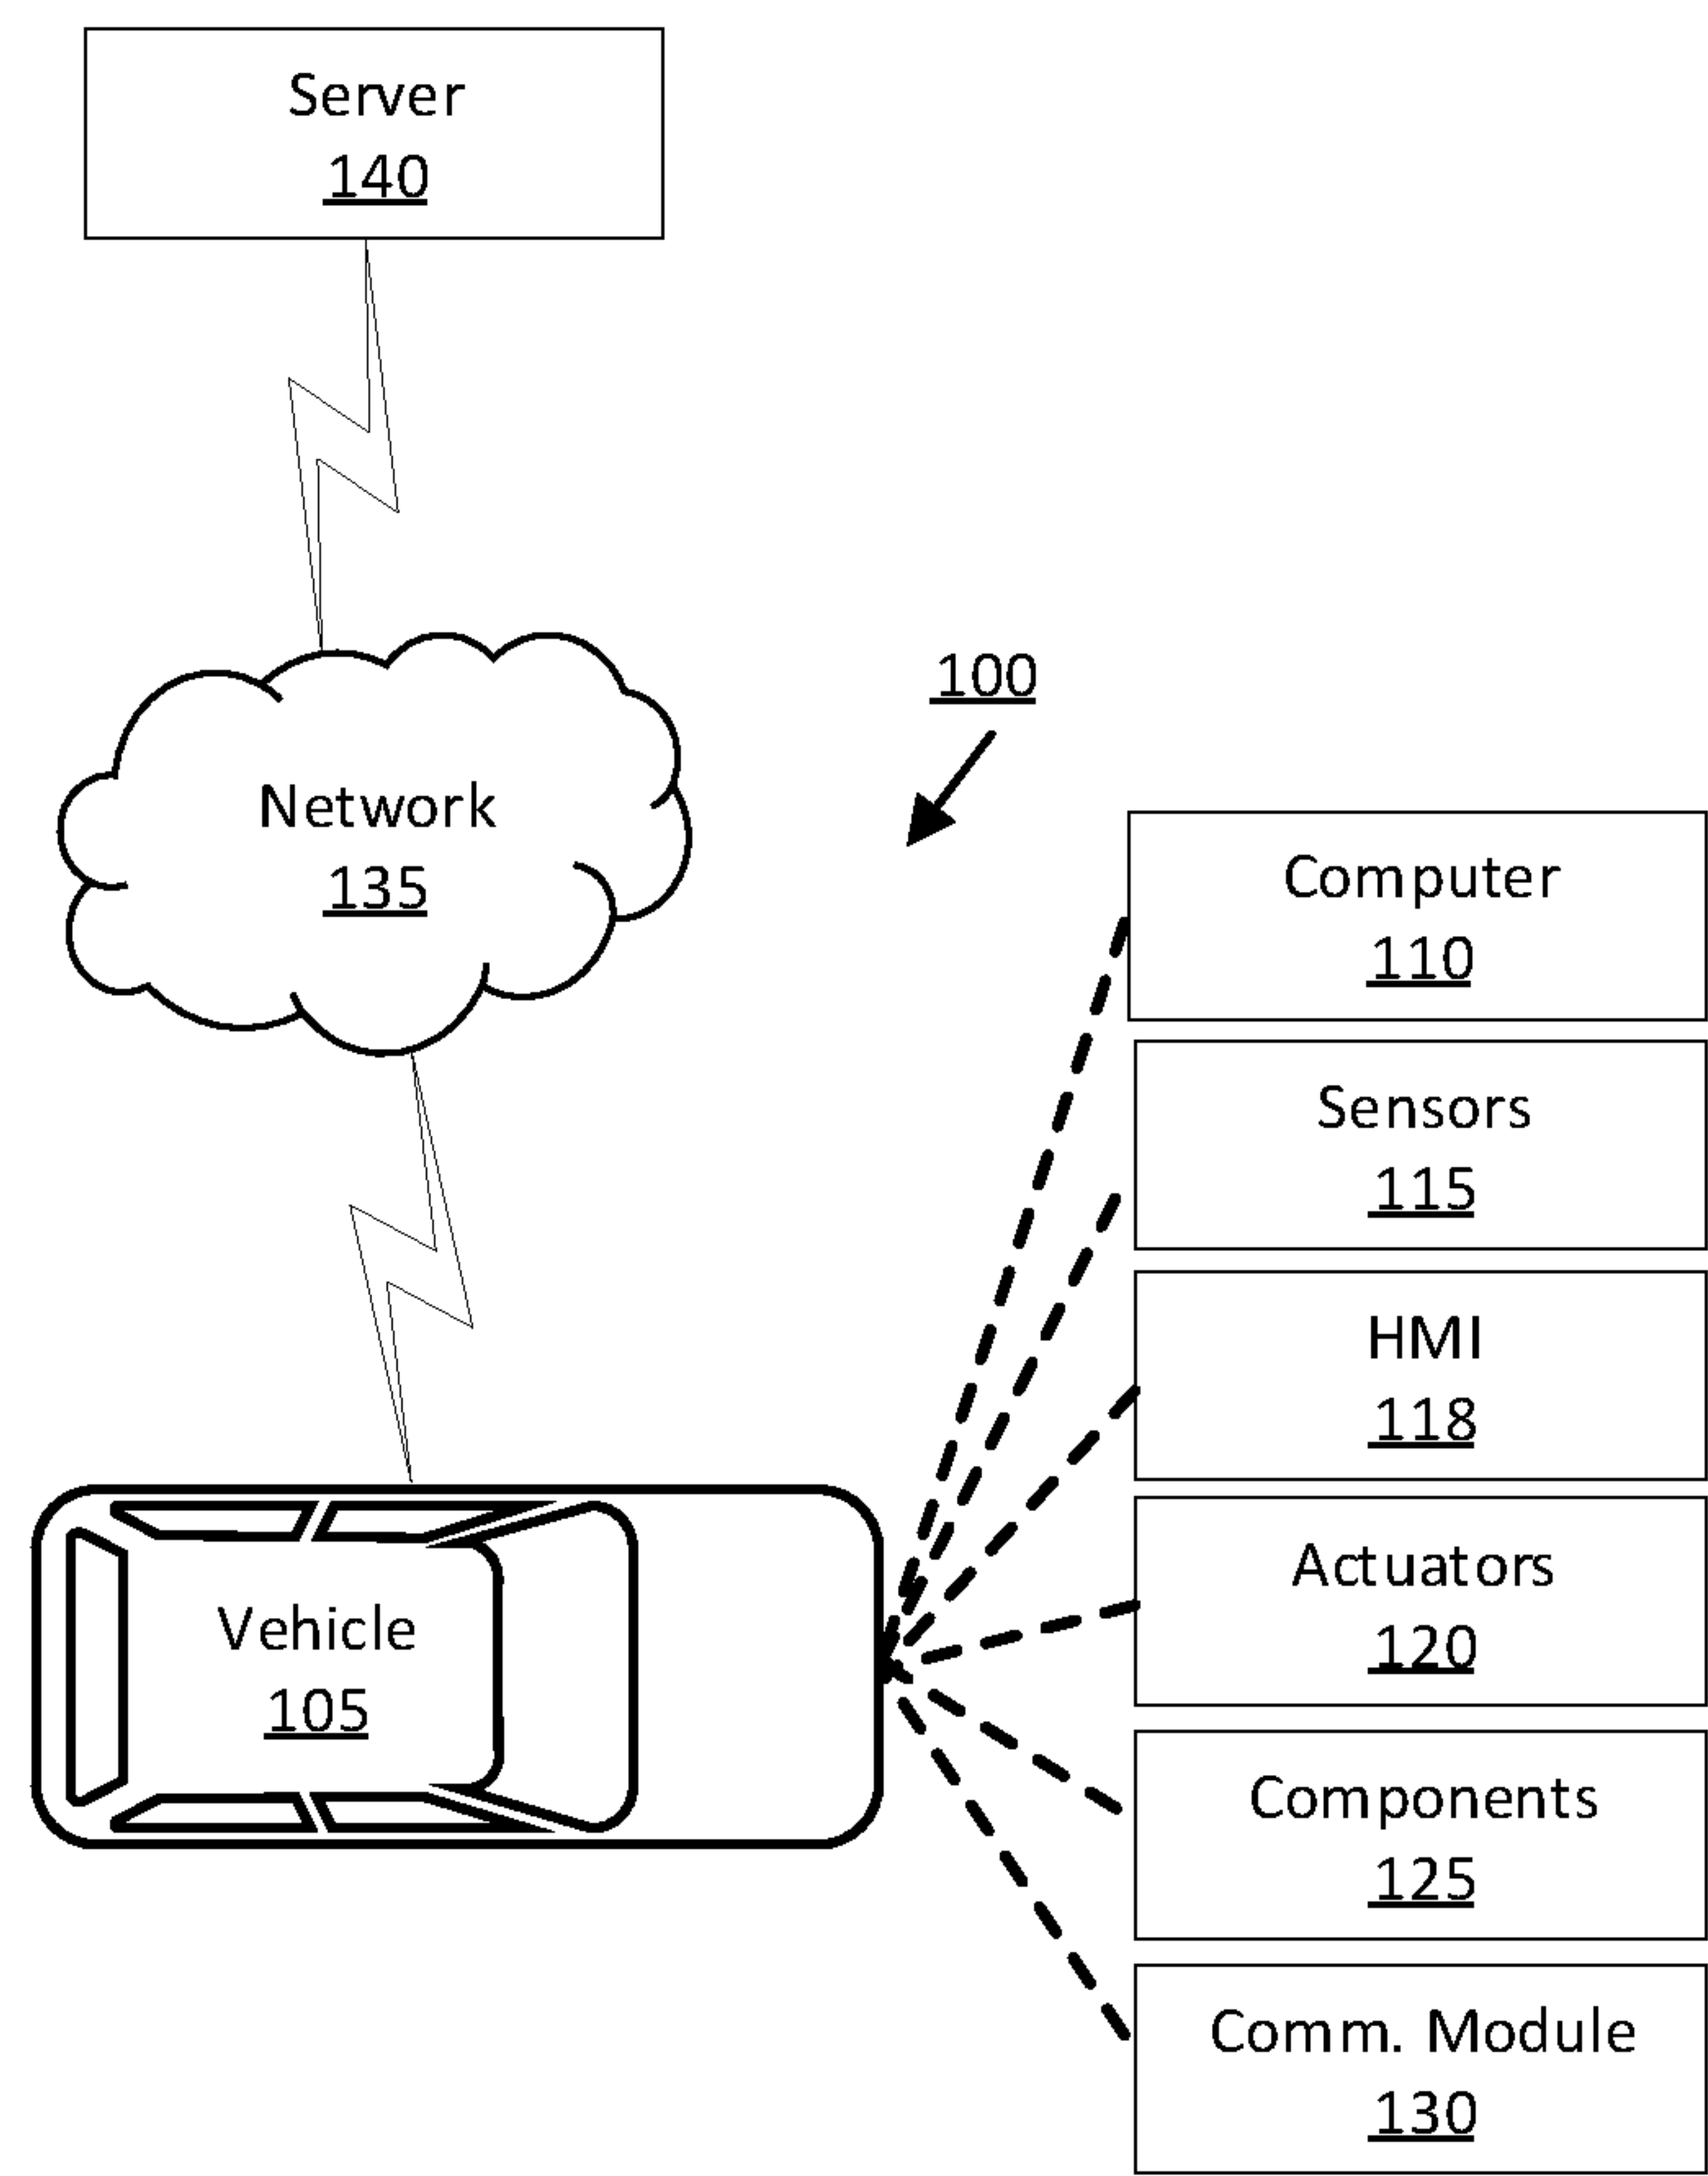 Server
140
Network
135
100
Computer
110
Sensors
115
HMI
118
Actuators
120
Vehicle
105
Components
125
Comm. Module
130